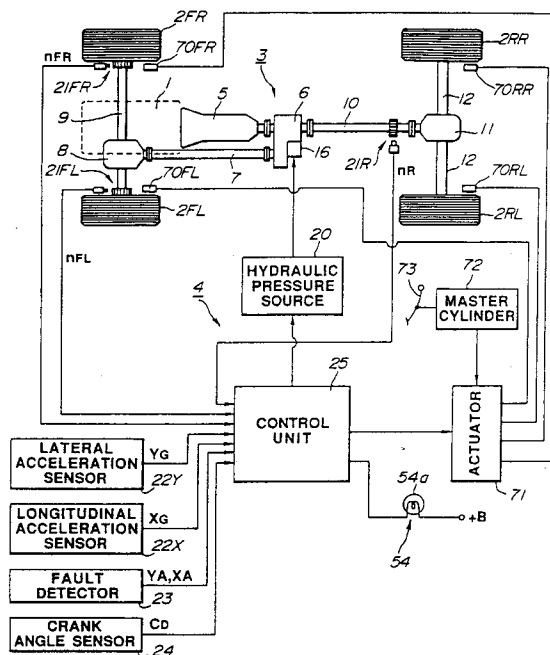 2FR
2RR
nFR
70FR
21FR
1
3
5
6
9
10
12
70RR
8
16
11
21FL
70FL
7
21R
nR
12
70RL
2FL
2RL
nFL
20
HYDRAULIC
PRESSURE
SOURCE
73
72
MASTER
CYLINDER
4
25
CONTROL
UNIT
ACTUATOR
71
LATERAL
ACCELERATION
SENSOR
YG
22Y
54a
+B
54
LONGITUDINAL
ACCELERATION
SENSOR
XG
22X
FAULT
DETECTOR
YA,XA
23
CRANK
ANGLE SENSOR
CD
24